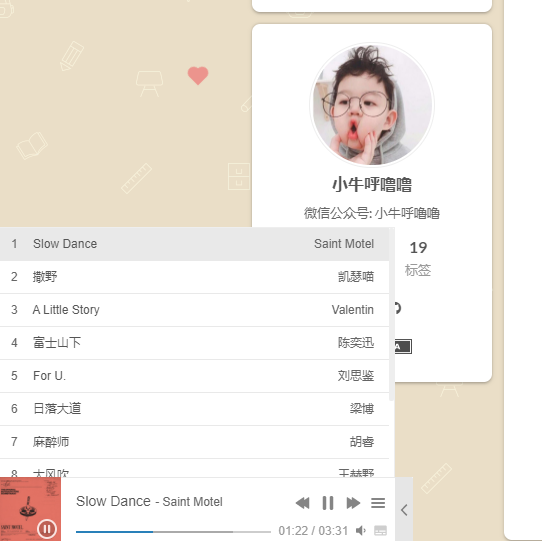 小牛呼噜噜
微信公众号: 小牛呼噜噜
19
标签
1 Slow Dance Saint Motel
2 撒野 凯瑟喵
3 A Little Story Valentin
4 富士山下 陈奕迅
5 For U. 刘思鉴
6 日落大道 梁博
7 麻醉师 胡睿
8 大风吹 王赫野
Slow Dance - Saint Motel
01:22 / 03:31